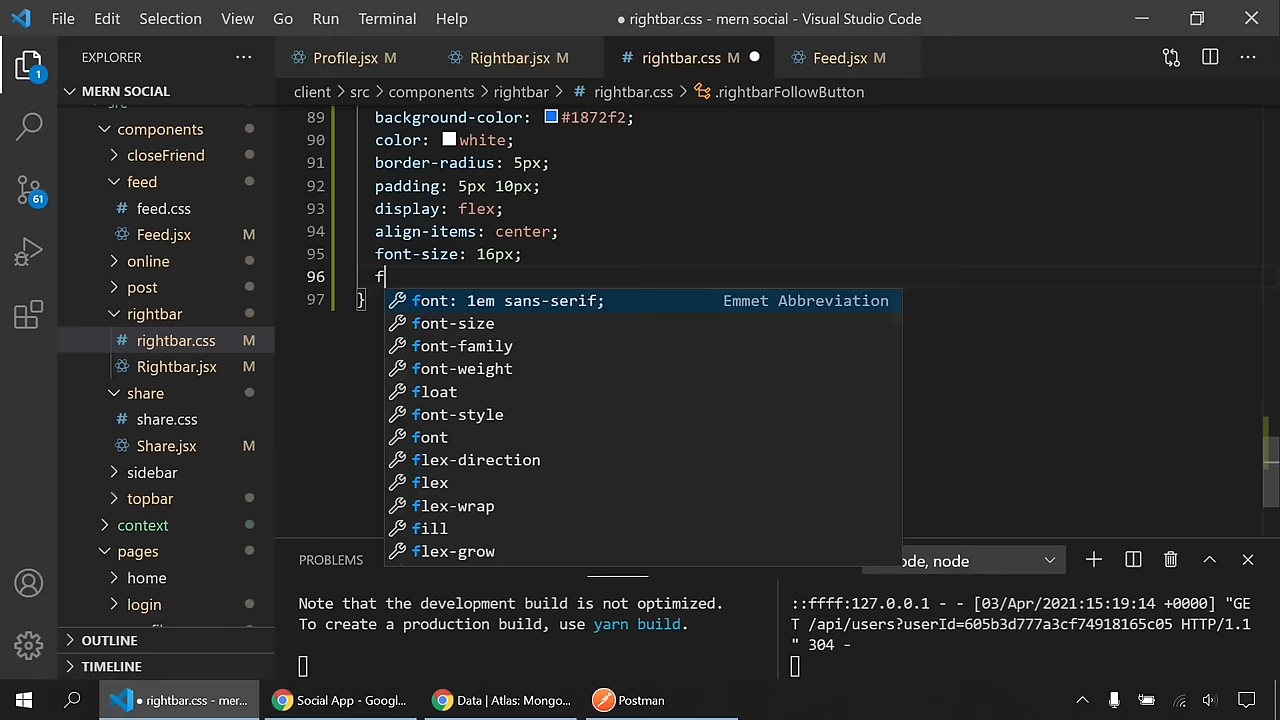 File Edit Selection View Go Run Terminal Help
● rightbar.css - mern social - Visual Studio Code
EXPLORER
Profile.jsx M
Rightbar.jsx M
# rightbar.css M
Feed.jsx M
MERN SOCIAL
client > src > components > rightbar > # rightbar.css > .rightbarFollowButton
components
closeFriend
feed
# feed.css
Feed.jsx M
online
post
rightbar
# rightbar.css M
Rightbar.jsx M
share
# share.css
Share.jsx M
sidebar
topbar
context
pages
home
login
OUTLINE
TIMELINE
1
61
89 background-color: #1872f2;
90 color: white;
91 border-radius: 5px;
92 padding: 5px 10px;
93 display: flex;
94 align-items: center;
95 font-size: 16px;
96 f
97 }
font: 1em sans-serif; Emmet Abbreviation
font-size
font-family
font-weight
float
font-style
font
flex-direction
flex
flex-wrap
fill
flex-grow
PROBLEMS
ode, node
Note that the development build is not optimized.
To create a production build, use yarn build.
::ffff:127.0.0.1 - - [03/Apr/2021:15:19:14 +0000] "GE
T /api/users?userId=605b3d777a3cf74918165c05 HTTP/1.1
" 304 -
● rightbar.css - mer...
Social App - Googl...
Data | Atlas: Mongo...
Postman